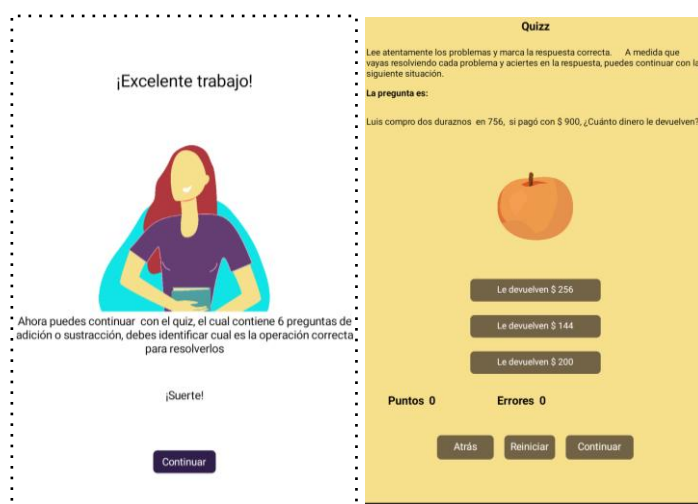 ¡Excelente trabajo!
Ahora puedes continuar con el quiz, el cual contiene 6 preguntas de
adición o sustracción, debes identificar cual es la operación correcta
para resolverlos
¡Suerte!
Continuar
Quizz
Lee atentamente los problemas y marca la respuesta correcta. A medida que
vayas resolviendo cada problema y aciertes en la respuesta, puedes continuar con la
siguiente situación.
La pregunta es:
Luis compro dos duraznos en 756, si pagó con $ 900, ¿Cuánto dinero le devuelven?
Le devuelven $ 256
Le devuelven $ 144
Le devuelven $ 200
Puntos 0 Errores 0
Atrás Reiniciar Continuar